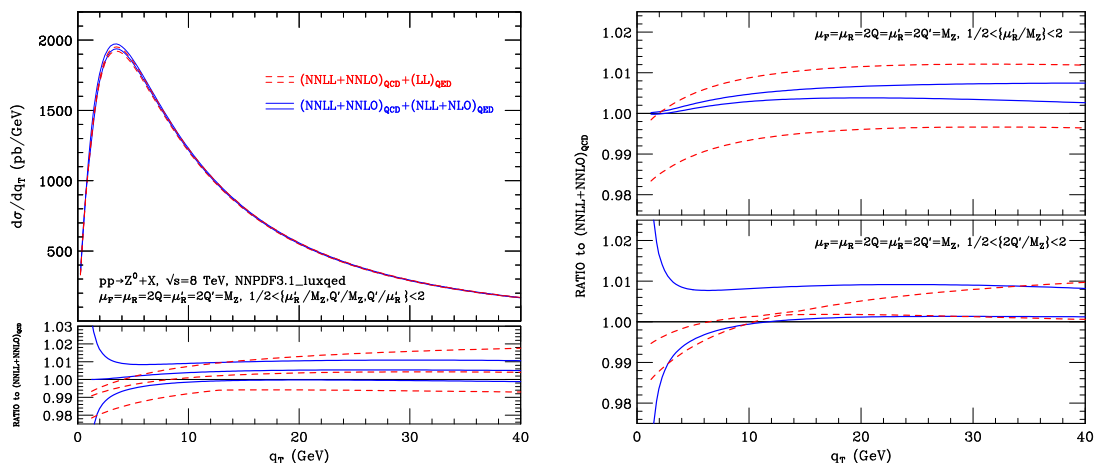 2000
1500
1000
500
dσ/dq_T (pb/GeV)
(NNLL+NNLO)_QCD+(LL)_QED
(NNLL+NNLO)_QCD+(NLL+NLO)_QED
pp→Z⁰+X, √s=8 TeV, NNPDF3.1_luxqed
μ_F=μ_R=2Q=μ′_R=2Q′=M_Z, 1/2<{μ′_R/M_Z,Q′/M_Z,Q′/μ′_R}<2
RATIO to (NNLL+NNLO)_QCD
1.03
1.02
1.01
1.00
0.99
0.98
0 10 20 30 40
q_T (GeV)
RATIO to (NNLL+NNLO)_QCD
μ_F=μ_R=2Q=μ′_R=2Q′=M_Z, 1/2<{μ′_R/M_Z}<2
1.02
1.01
1.00
0.99
0.98
μ_F=μ_R=2Q=μ′_R=2Q′=M_Z, 1/2<{2Q′/M_Z}<2
1.02
1.01
1.00
0.99
0.98
0 10 20 30 40
q_T (GeV)